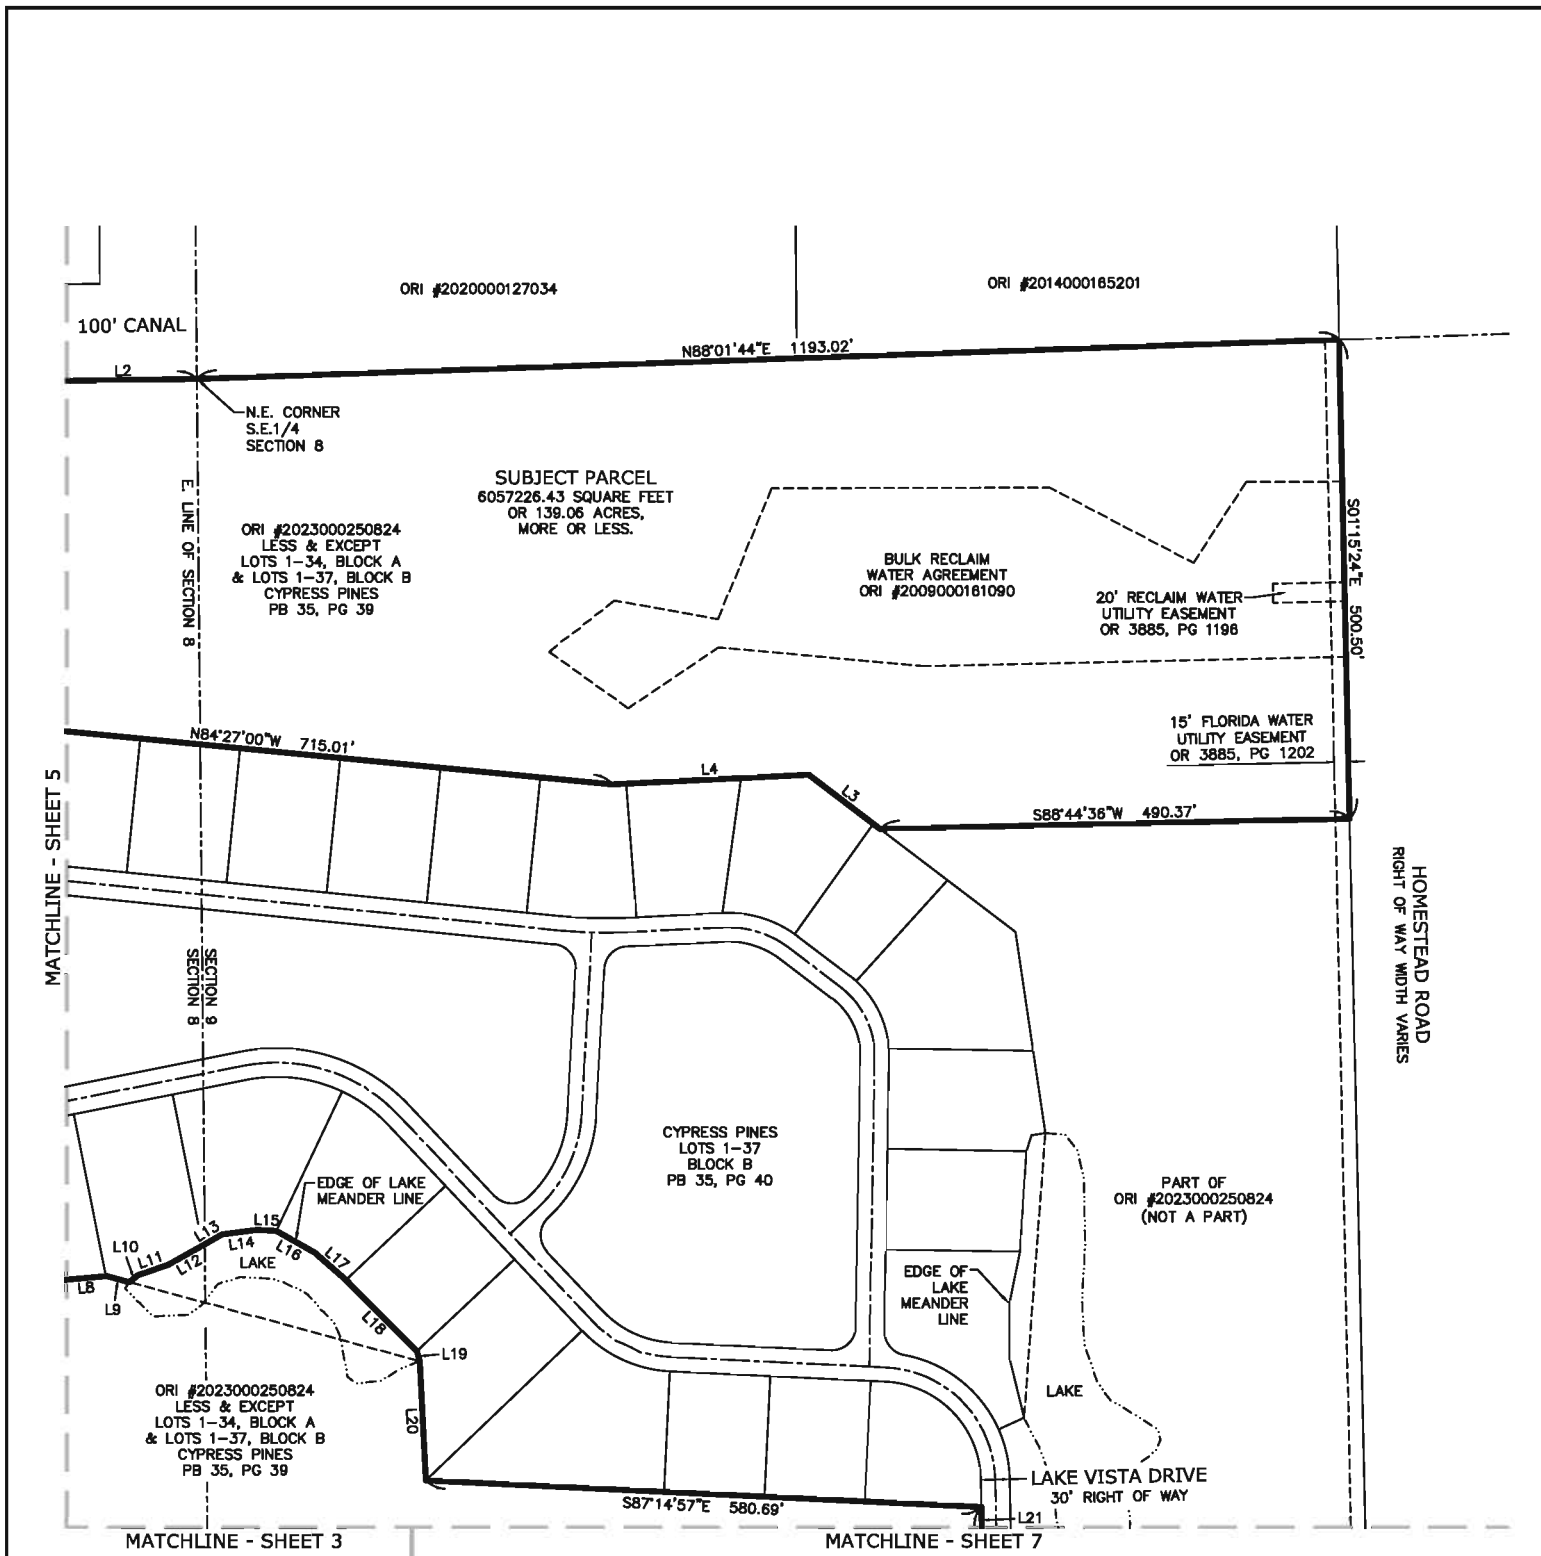 ORI #2020000127034
ORI #2014000165201
100' CANAL
N88°01'44"E 1193.02'
L2
N.E. CORNER
S.E.1/4
SECTION 8
SUBJECT PARCEL
6057226.43 SQUARE FEET
OR 139.06 ACRES,
MORE OR LESS.
E. LINE OF SECTION 8
ORI #2023000250824
LESS & EXCEPT
LOTS 1-34, BLOCK A
& LOTS 1-37, BLOCK B
CYPRESS PINES
PB 35, PG 39
BULK RECLAIM
WATER AGREEMENT
ORI #2009000161090
20' RECLAIM WATER
UTILITY EASEMENT
OR 3885, PG 1196
S01°15'24"E 500.50'
15' FLORIDA WATER
UTILITY EASEMENT
OR 3885, PG 1202
N84°27'00"W 715.01'
L4
L3
S88°44'36"W 490.37'
MATCHLINE - SHEET 5
HOMESTEAD ROAD
RIGHT OF WAY WIDTH VARIES
SECTION 9
SECTION 8
CYPRESS PINES
LOTS 1-37
BLOCK B
PB 35, PG 40
EDGE OF LAKE
MEANDER LINE
PART OF
ORI #2023000250824
(NOT A PART)
L8
L9
L10
L11
L12
L13
L14
L15
L16
L17
L18
L19
L20
LAKE
EDGE OF
LAKE
MEANDER
LINE
LAKE
ORI #2023000250824
LESS & EXCEPT
LOTS 1-34, BLOCK A
& LOTS 1-37, BLOCK B
CYPRESS PINES
PB 35, PG 39
LAKE VISTA DRIVE
30' RIGHT OF WAY
S87°14'57"E 580.69'
L21
MATCHLINE - SHEET 3
MATCHLINE - SHEET 7